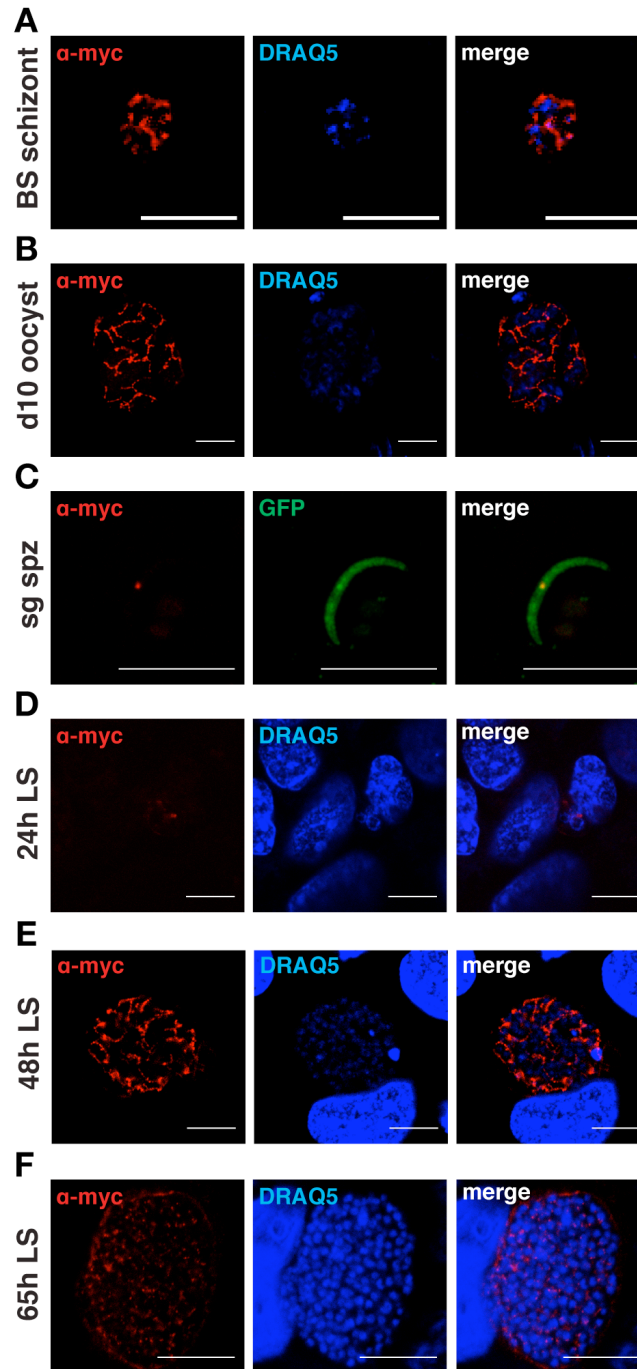 A
BS schizont
α-myc
DRAQ5
merge
B
d10 oocyst
α-myc
DRAQ5
merge
C
sg spz
α-myc
GFP
merge
D
24h LS
α-myc
DRAQ5
merge
E
48h LS
α-myc
DRAQ5
merge
F
65h LS
α-myc
DRAQ5
merge